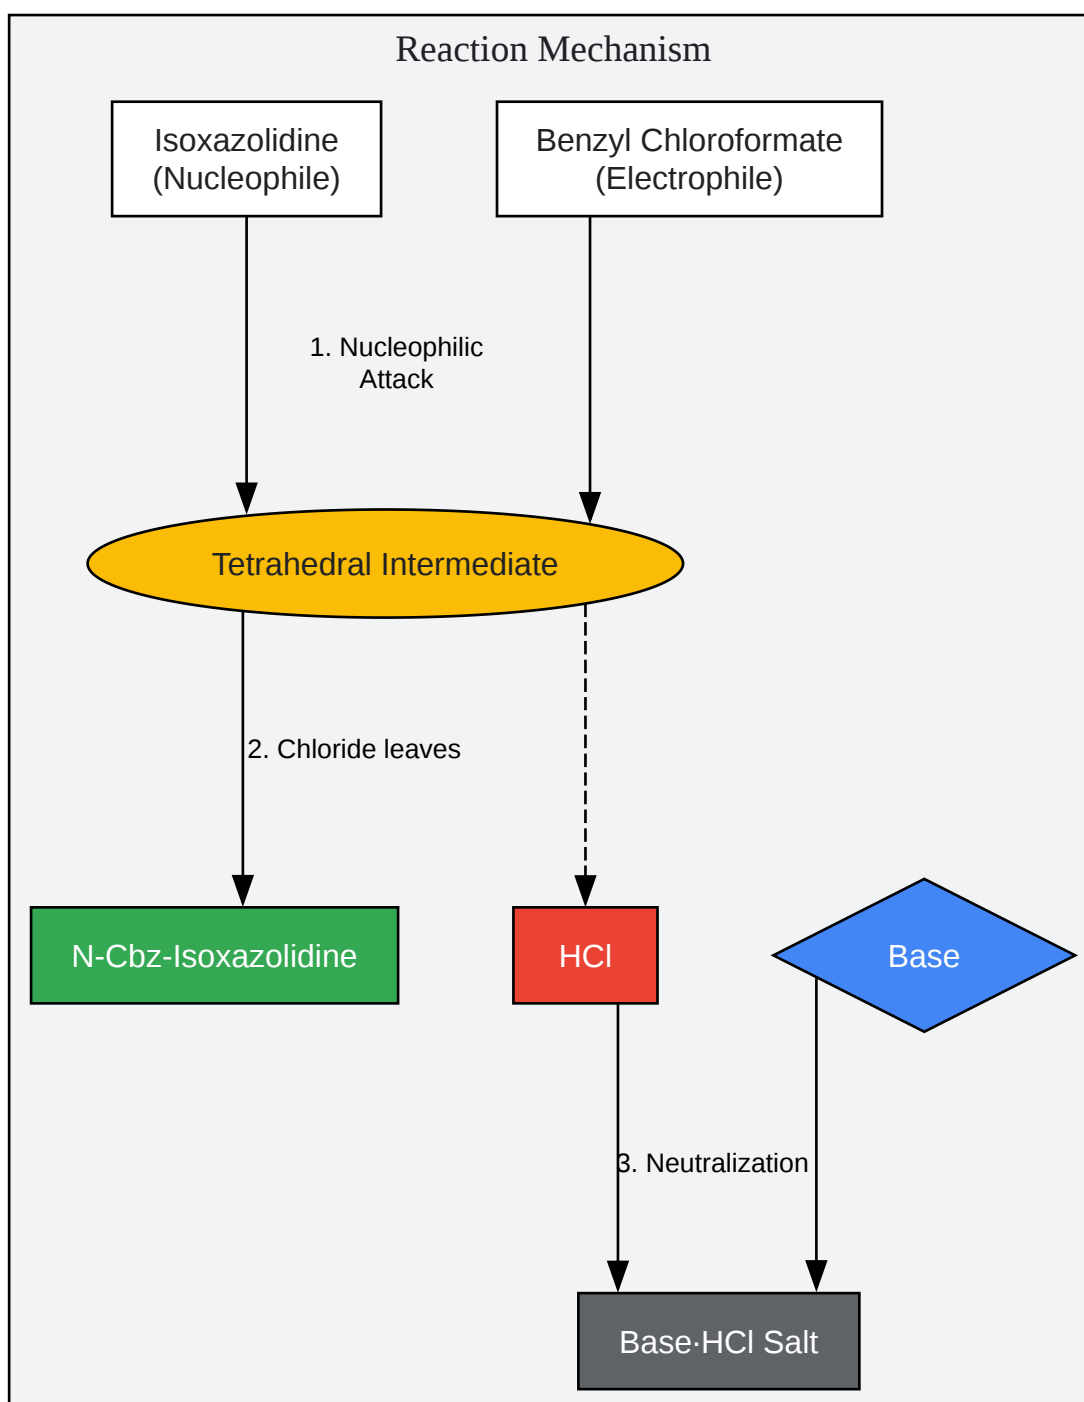 Reaction Mechanism
Isoxazolidine
(Nucleophile)
Benzyl Chloroformate
(Electrophile)
1. Nucleophilic
Attack
Tetrahedral Intermediate
2. Chloride leaves
N-Cbz-Isoxazolidine
HCl
Base
3. Neutralization
Base·HCl Salt